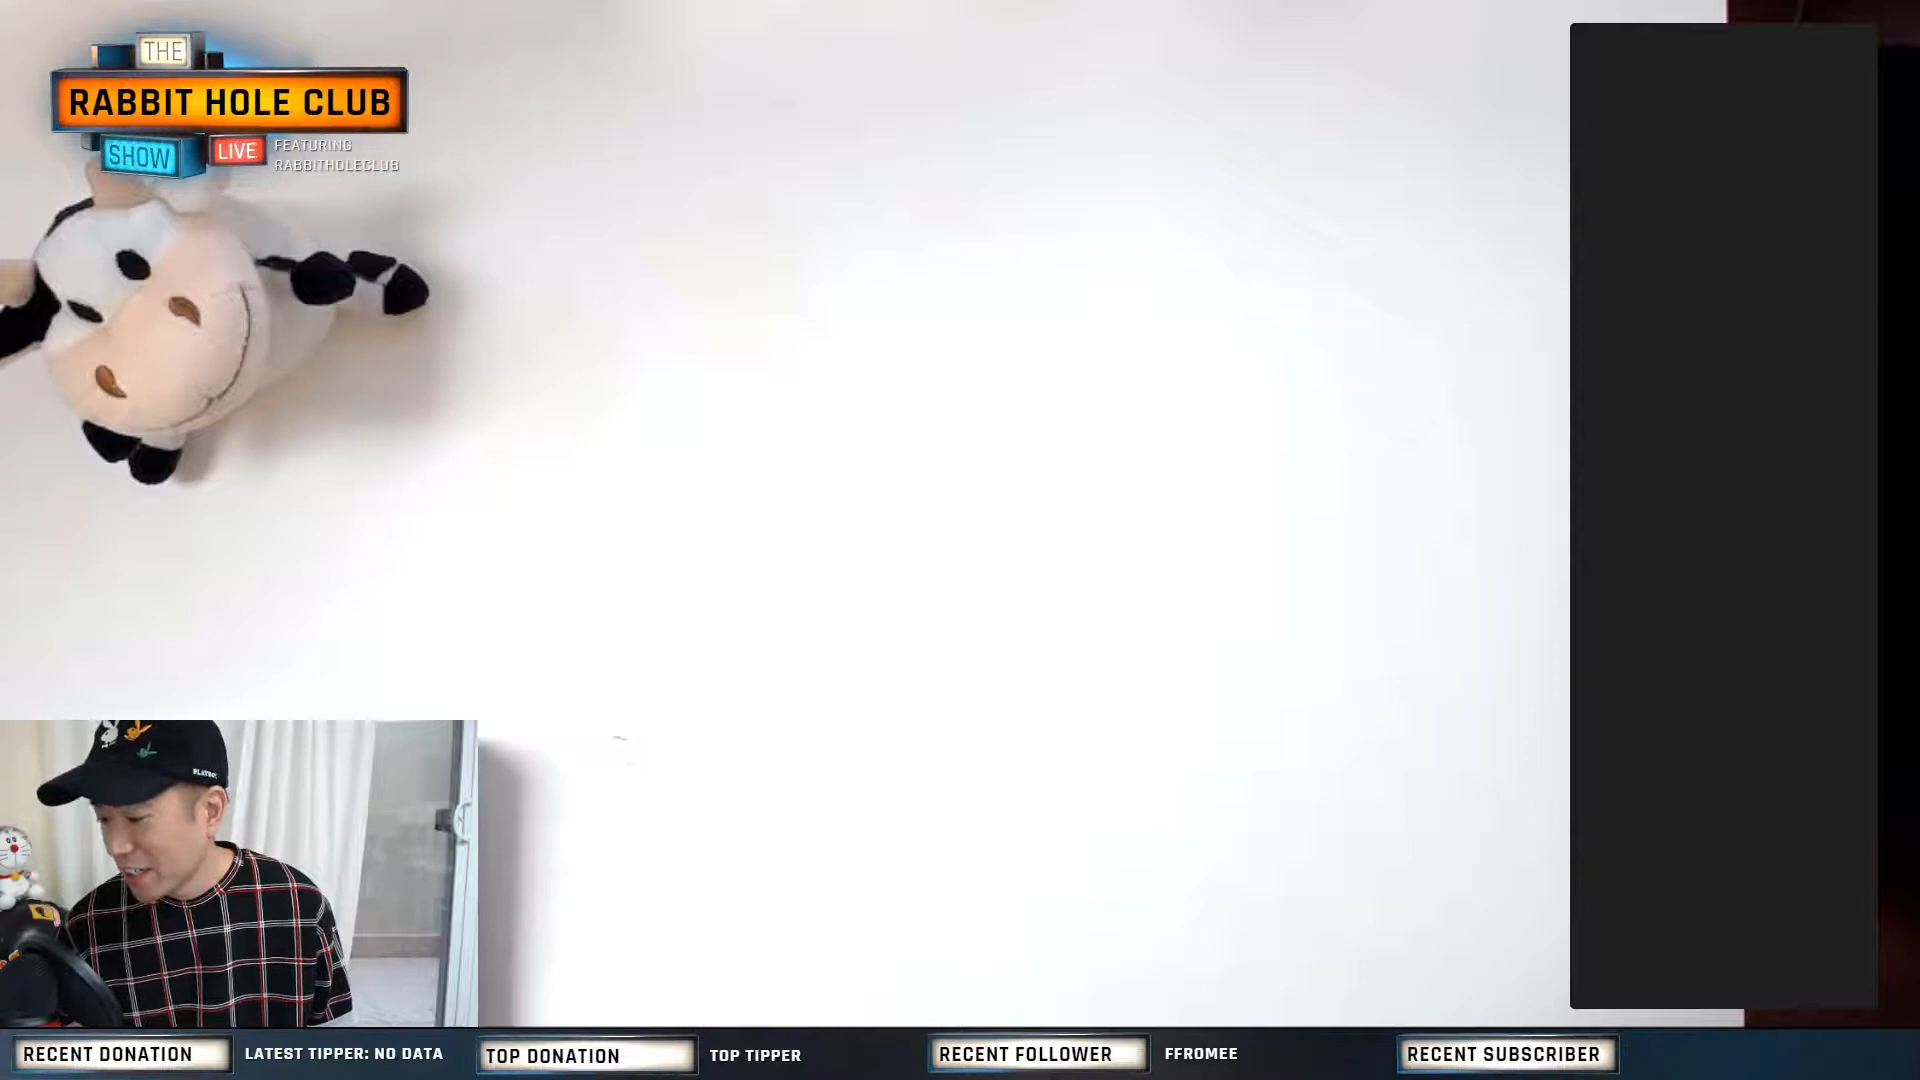 THE
RABBIT HOLE CLUB
SHOW
LIVE
FEATURING
RABBITHOLECLUB
PLAYBOY
RECENT DONATION
LATEST TIPPER: NO DATA
TOP DONATION
TOP TIPPER
RECENT FOLLOWER
FFROMEE
RECENT SUBSCRIBER